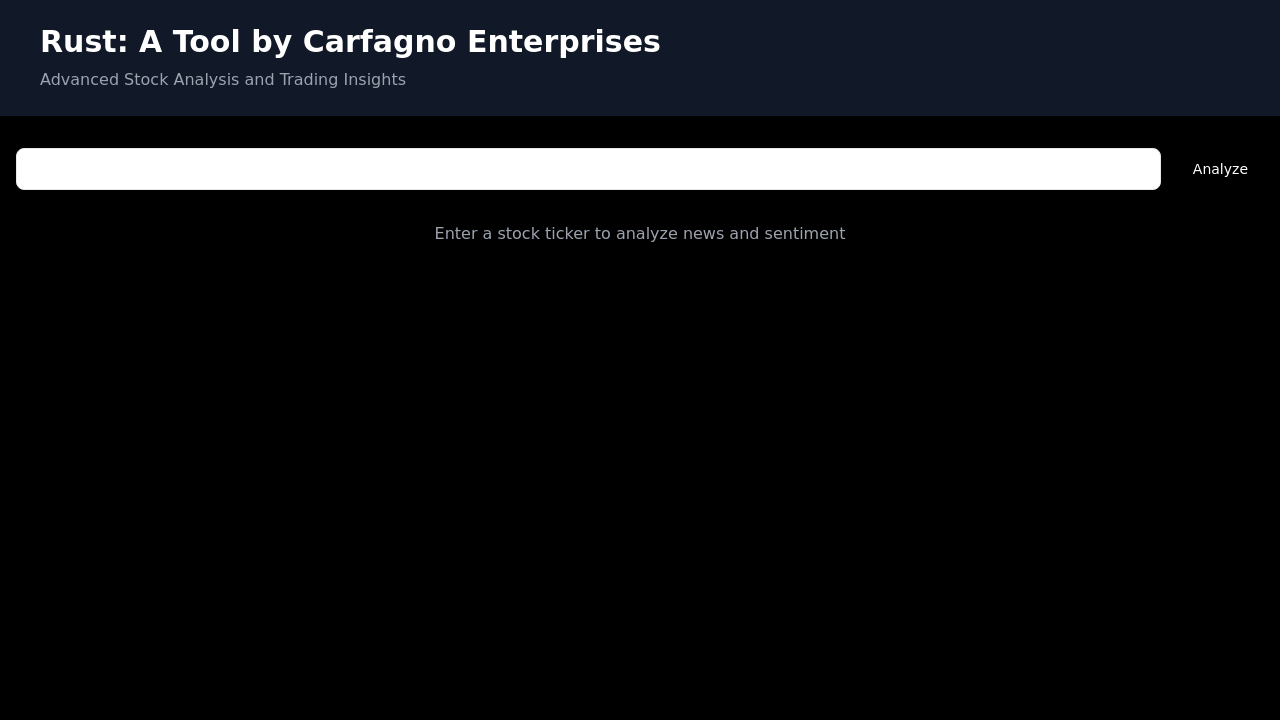 Rust: A Tool by Carfagno Enterprises
Advanced Stock Analysis and Trading Insights
Analyze
Enter a stock ticker to analyze news and sentiment